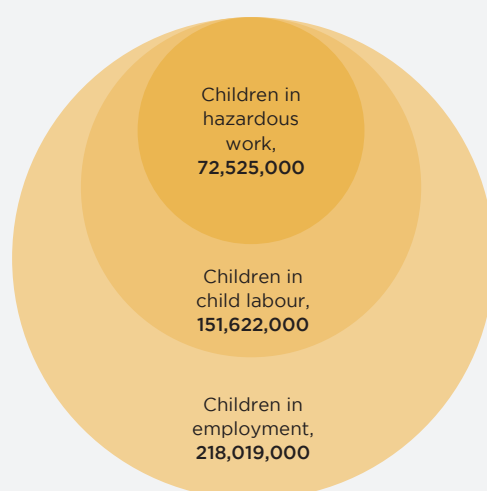 Children in
hazardous
work,
72,525,000
Children in
child labour,
151,622,000
Children in
employment,
218,019,000